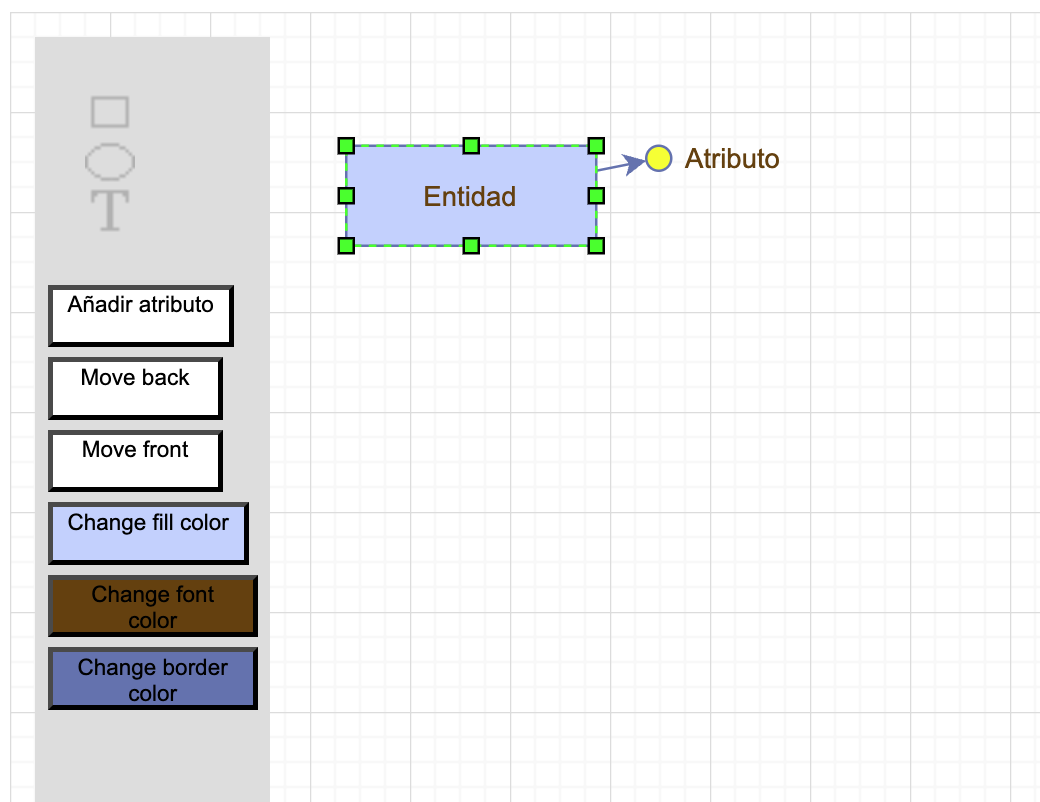 T
Entidad
Atributo
Añadir atributo
Move back
Move front
Change fill color
Change font
color
Change border
color